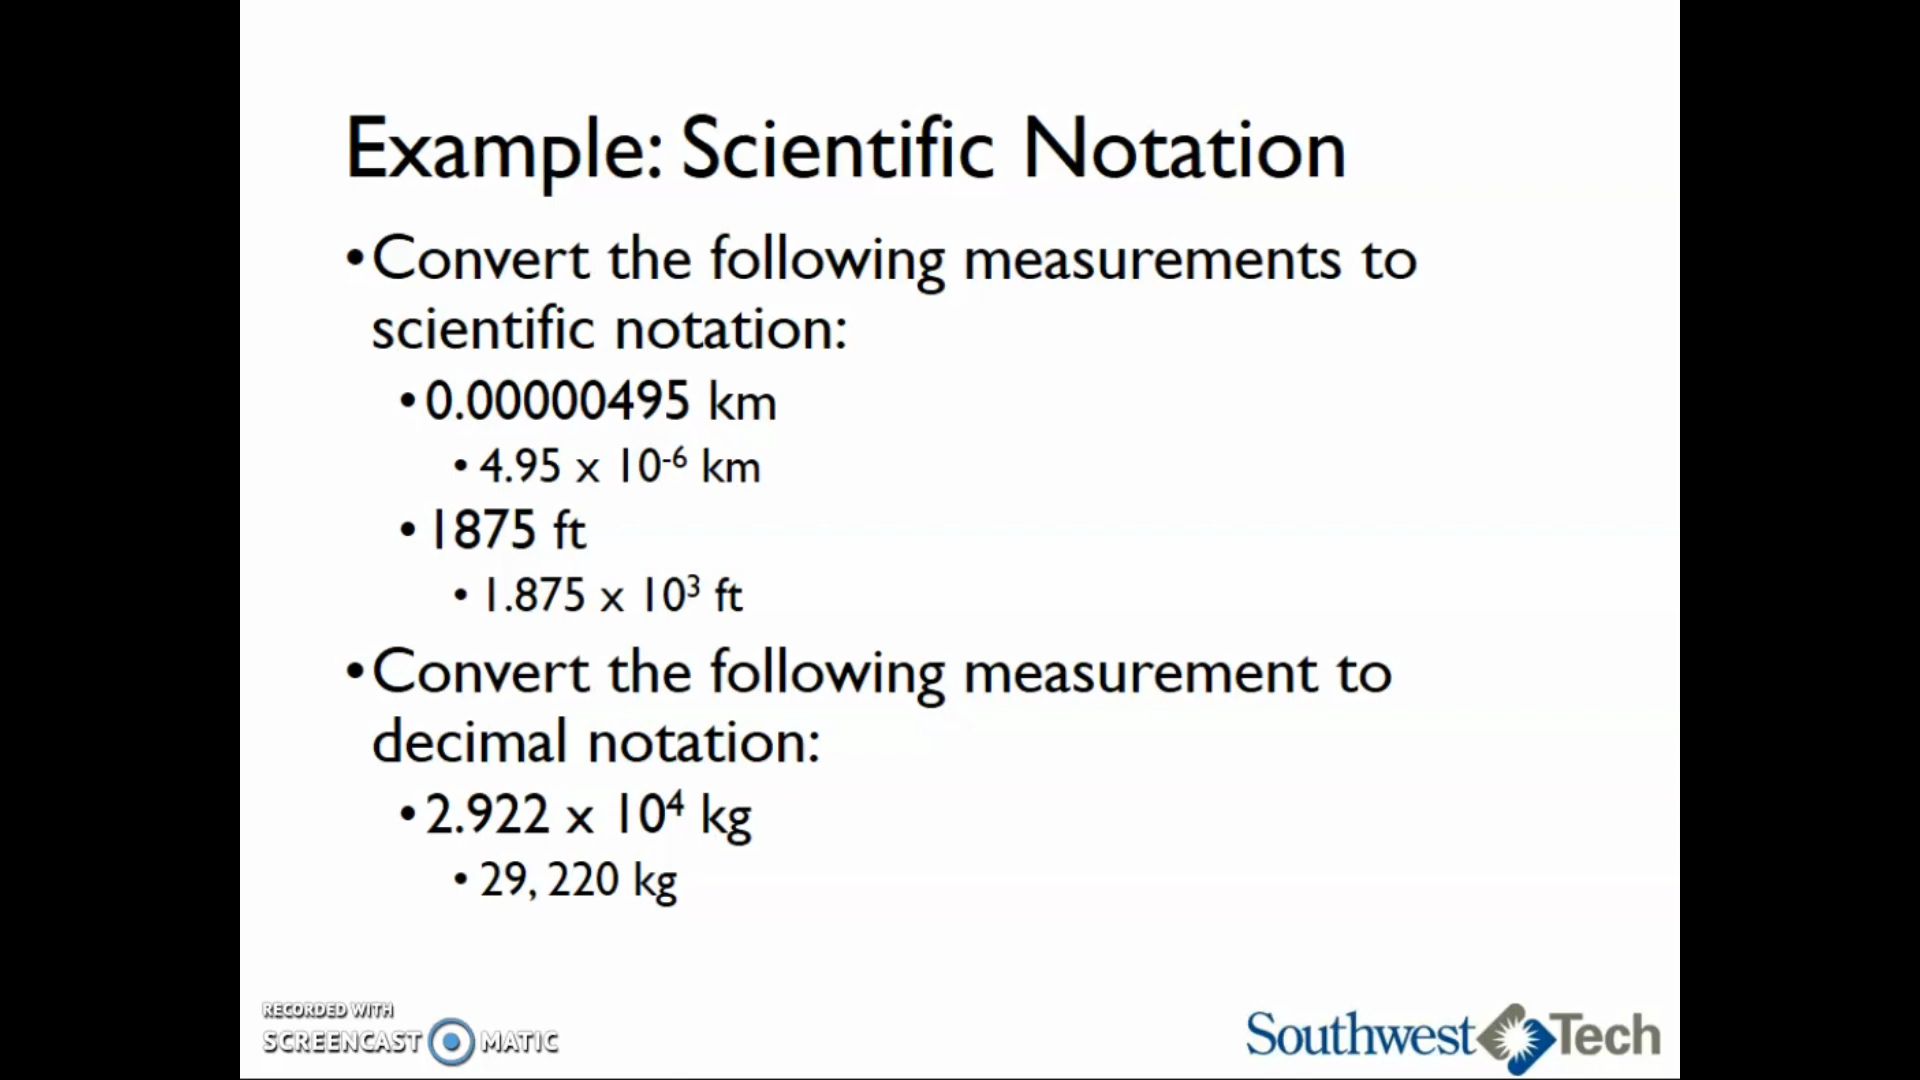 Example: Scientific Notation
•Convert the following measurements to
scientific notation:
•0.00000495 km
•4.95 x 10⁻⁶ km
•1875 ft
•1.875 x 10³ ft
•Convert the following measurement to
decimal notation:
•2.922 x 10⁴ kg
•29, 220 kg
RECORDED WITH
SCREENCAST MATIC
Southwest Tech